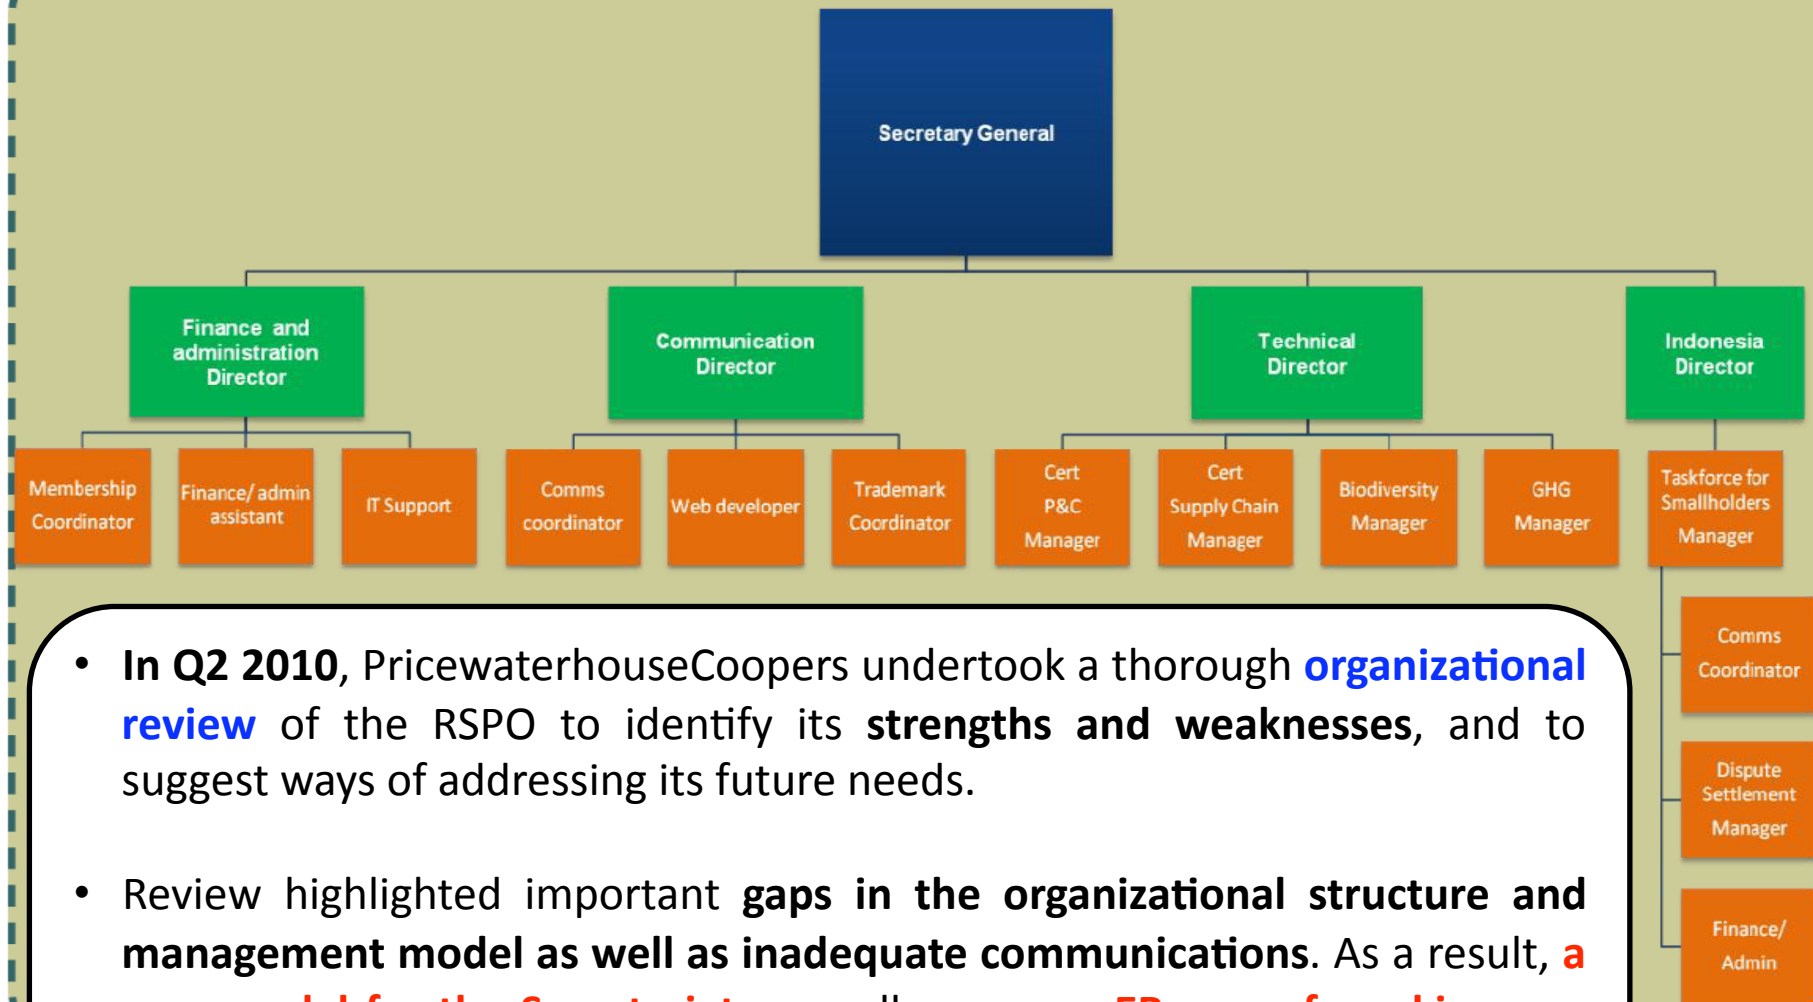 Secretary General
Finance and
administration
Director
Communication
Director
Technical
Director
Indonesia
Director
Membership
Coordinator
Finance/ admin
assistant
IT Support
Comms
coordinator
Web developer
Trademark
Coordinator
Cert
P&C
Manager
Cert
Supply Chain
Manager
Biodiversity
Manager
GHG
Manager
Taskforce for
Smallholders
Manager
Comms
Coordinator
Dispute
Settlement
Manager
Finance/
Admin
• In Q2 2010, PricewaterhouseCoopers undertook a thorough organizational
review of the RSPO to identify its strengths and weaknesses, and to
suggest ways of addressing its future needs.
• Review highlighted important gaps in the organizational structure and
management model as well as inadequate communications. As a result, a